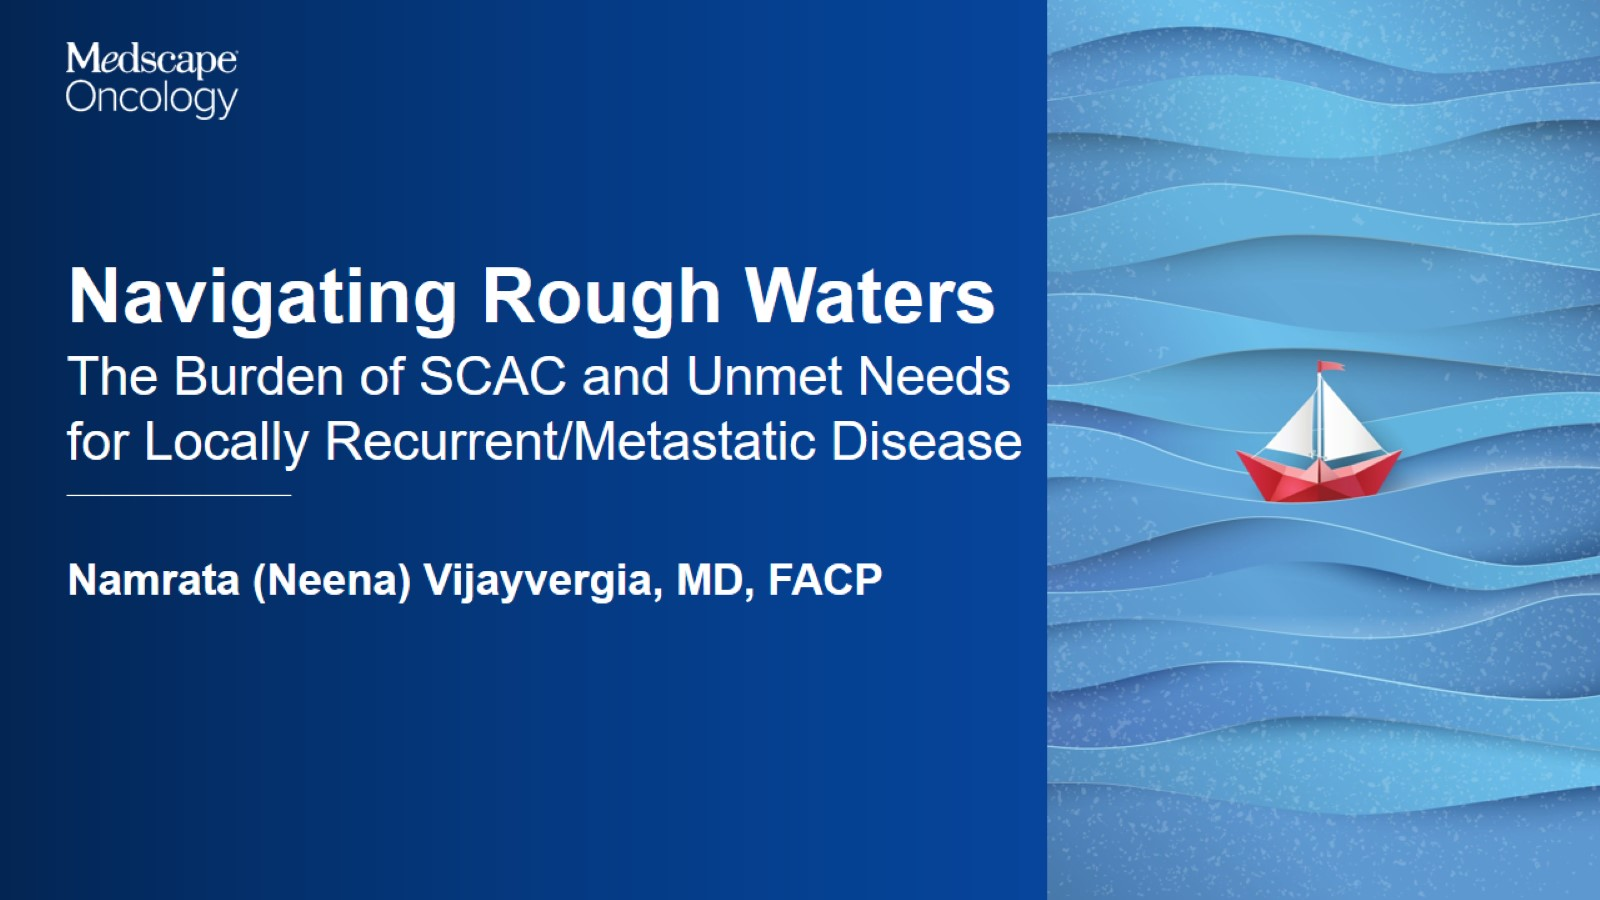 Medscape
Oncology
Navigating Rough Waters
The Burden of SCAC and Unmet Needs
for Locally Recurrent/Metastatic Disease
Namrata (Neena) Vijayvergia, MD, FACP